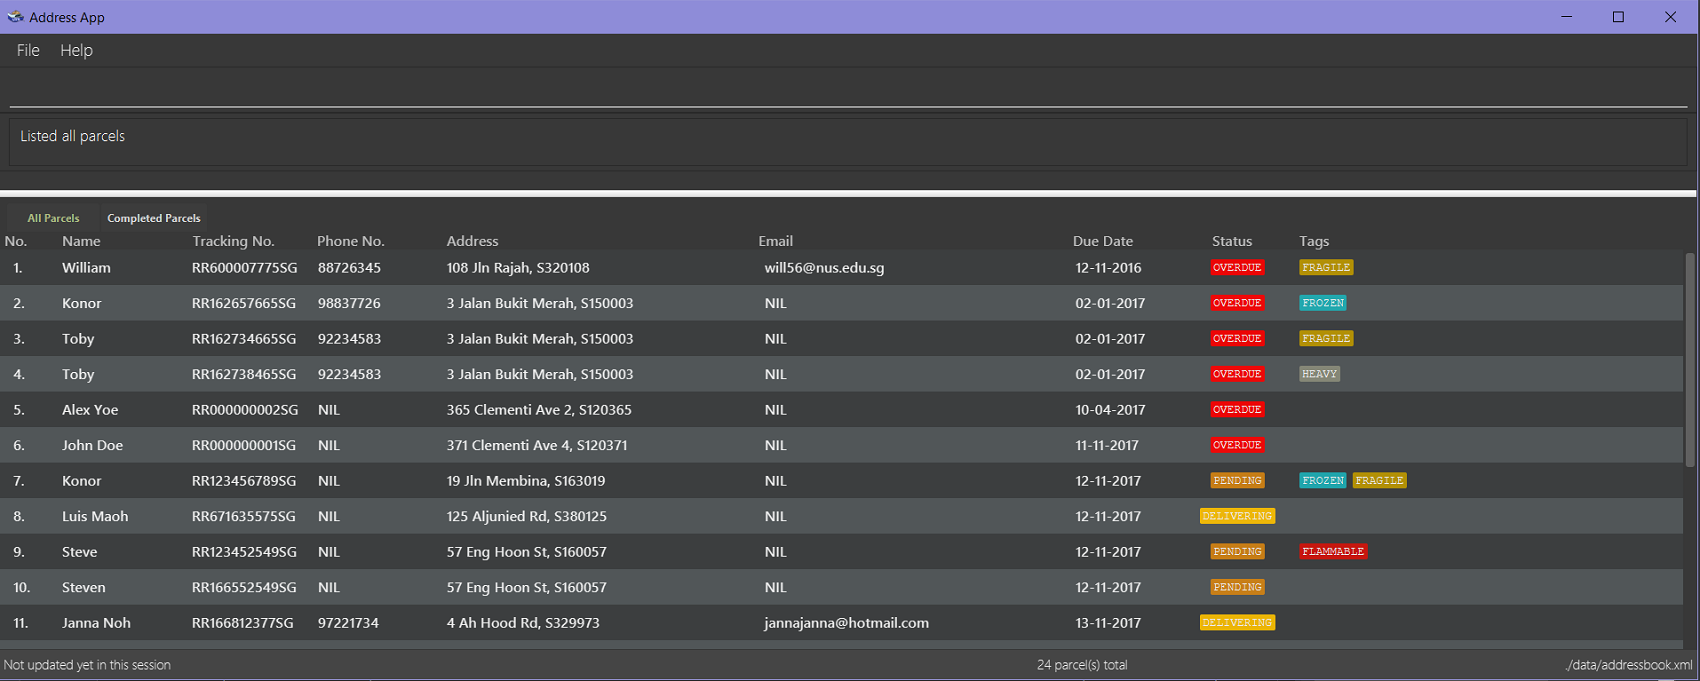 Address App
File Help
Listed all parcels
All Parcels Completed Parcels
No. Name Tracking No. Phone No. Address Email Due Date Status Tags
1. William RR600007775SG 88726345 108 Jln Rajah, S320108 will56@nus.edu.sg 12-11-2016 OVERDUE FRAGILE
2. Konor RR162657665SG 98837726 3 Jalan Bukit Merah, S150003 NIL 02-01-2017 OVERDUE FROZEN
3. Toby RR162734665SG 92234583 3 Jalan Bukit Merah, S150003 NIL 02-01-2017 OVERDUE FRAGILE
4. Toby RR162738465SG 92234583 3 Jalan Bukit Merah, S150003 NIL 02-01-2017 OVERDUE HEAVY
5. Alex Yoe RR000000002SG NIL 365 Clementi Ave 2, S120365 NIL 10-04-2017 OVERDUE
6. John Doe RR000000001SG NIL 371 Clementi Ave 4, S120371 NIL 11-11-2017 OVERDUE
7. Konor RR123456789SG NIL 19 Jln Membina, S163019 NIL 12-11-2017 PENDING FROZEN FRAGILE
8. Luis Maoh RR671635575SG NIL 125 Aljunied Rd, S380125 NIL 12-11-2017 DELIVERING
9. Steve RR123452549SG NIL 57 Eng Hoon St, S160057 NIL 12-11-2017 PENDING FLAMMABLE
10. Steven RR166552549SG NIL 57 Eng Hoon St, S160057 NIL 12-11-2017 PENDING
11. Janna Noh RR166812377SG 97221734 4 Ah Hood Rd, S329973 jannajanna@hotmail.com 13-11-2017 DELIVERING
Not updated yet in this session 24 parcel(s) total ./data/addressbook.xml